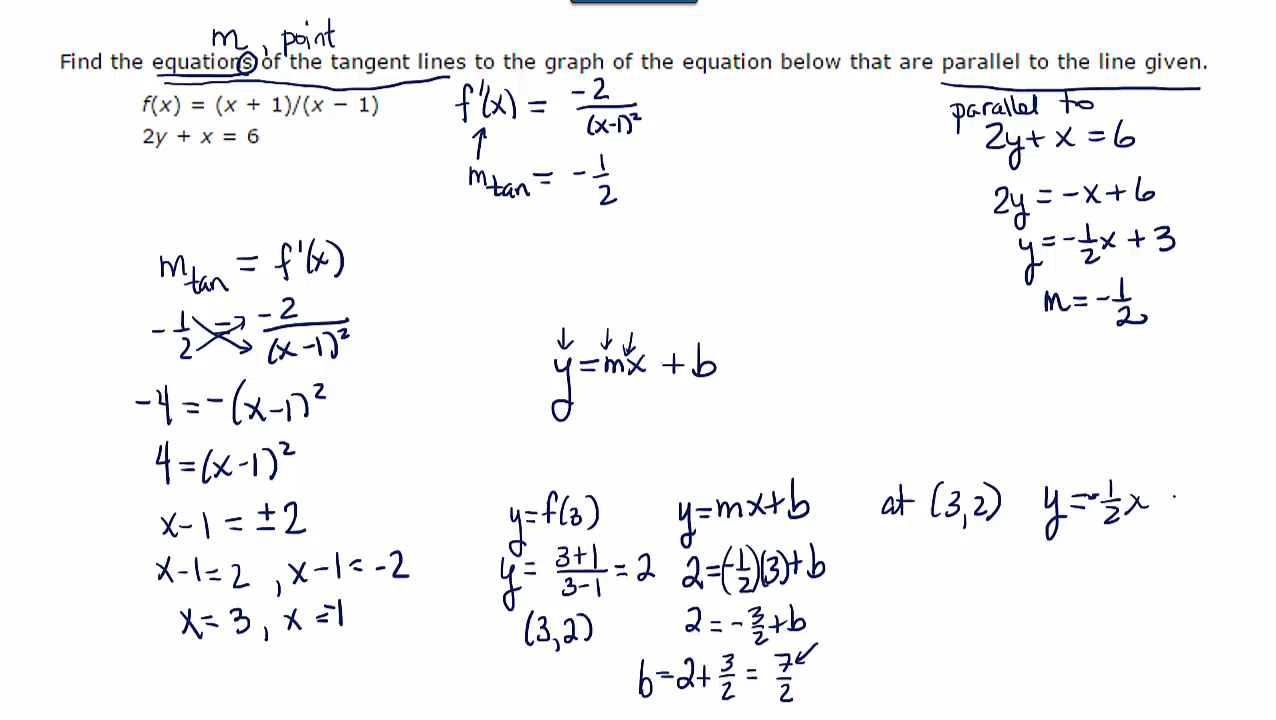 m, point
Find the equations of the tangent lines to the graph of the equation below that are parallel to the line given.
f(x) = (x + 1)/(x − 1)
2y + x = 6
f'(x) = -2/(x-1)²
m tan = -1/2
parallel to
2y + x = 6
2y = -x + 6
y = -1/2 x + 3
m = -1/2
m tan = f'(x)
-1/2 = -2/(x-1)²
-4 = -(x-1)²
4 = (x-1)²
x-1 = ±2
x-1 = 2, x-1 = -2
x = 3, x = -1
y = mx + b
y = f(3)
y = 3+1/3-1 = 2
(3,2)
y = mx + b
2 = (-1/2)(3) + b
2 = -3/2 + b
b = 2 + 3/2 = 7/2
at (3,2) y = -1/2 x